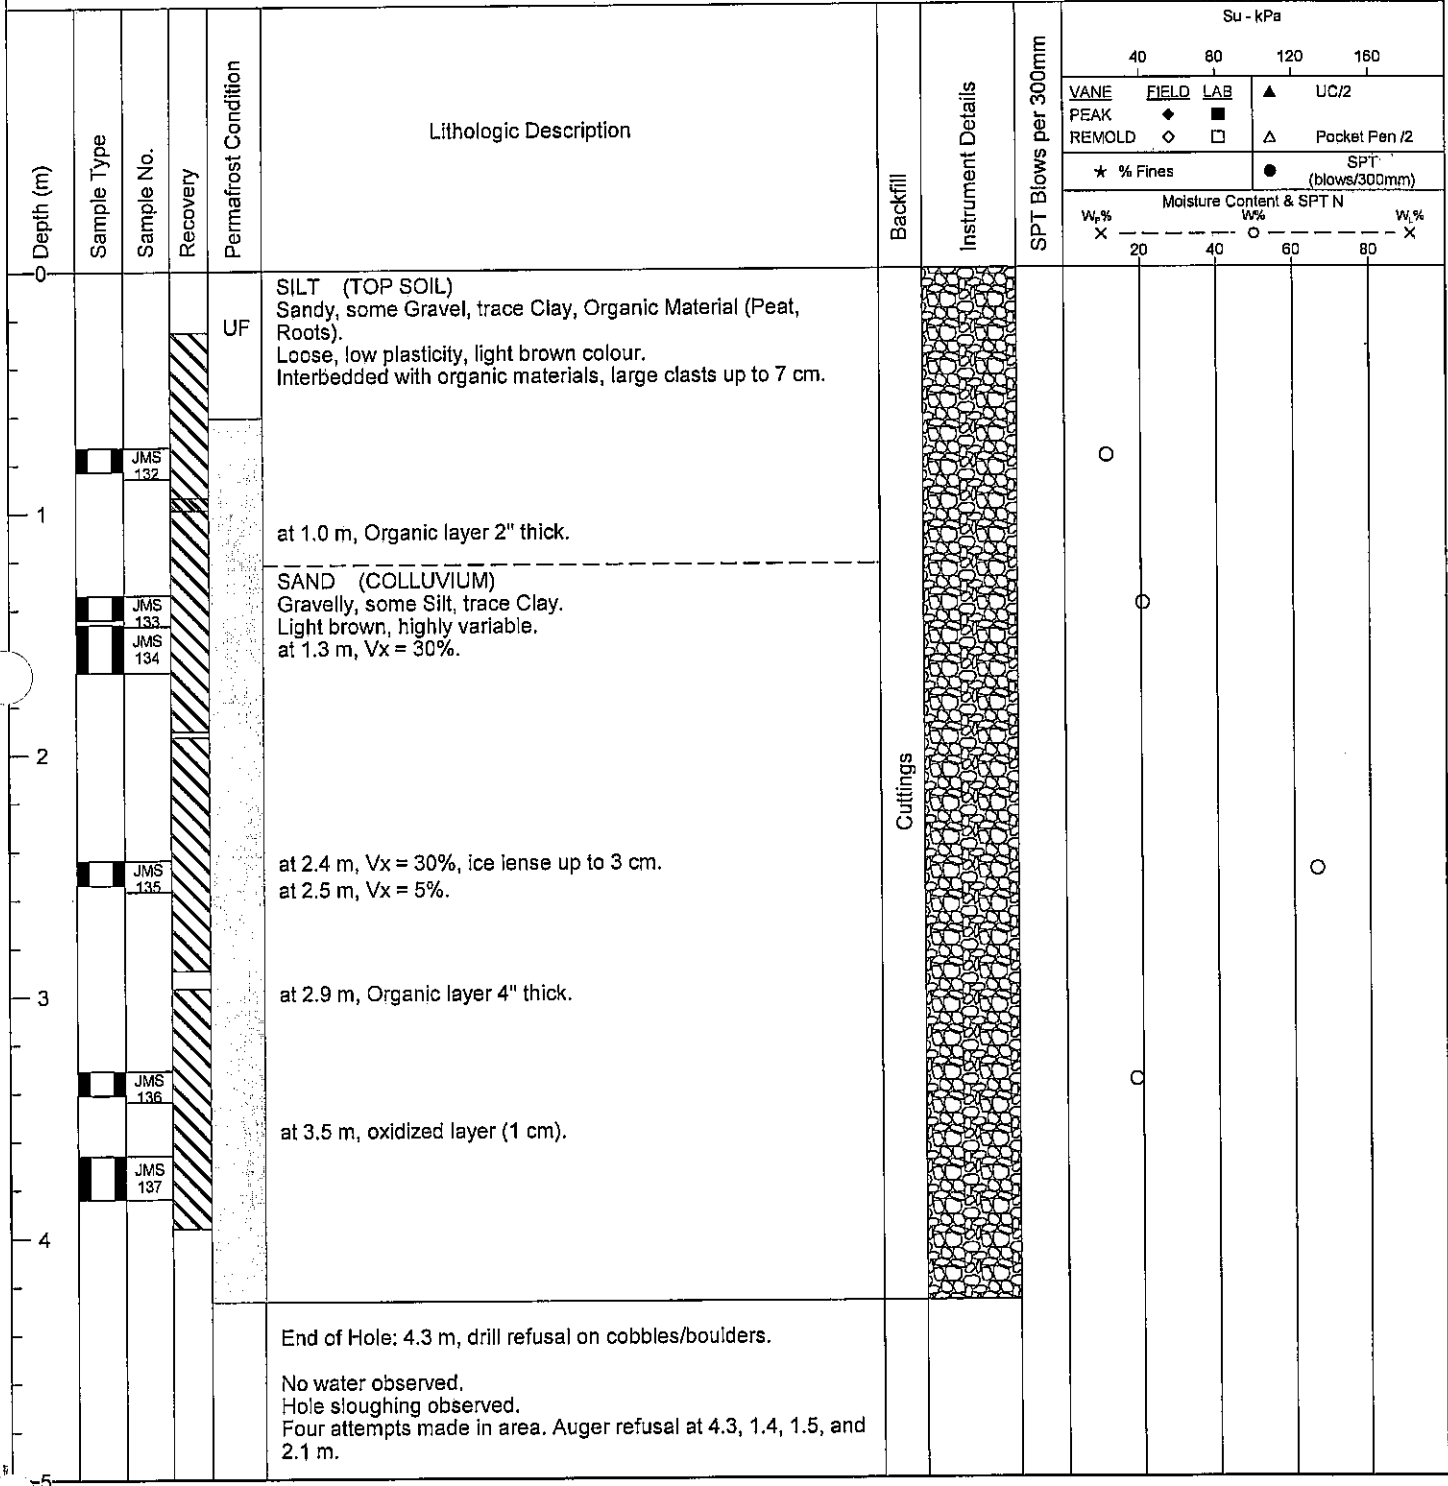 Su - kPa
40 80 120 160
VANE FIELD LAB ▲ UC/2
PEAK ◆ ■
REMOLD ◇ □ △ Pocket Pen /2
★ % Fines ● SPT
(blows/300mm)
Moisture Content & SPT N
Wp% W% WL%
20 40 60 80
Depth (m)
Sample Type
Sample No.
Recovery
Permafrost Condition
Lithologic Description
Backfill
Instrument Details
SPT Blows per 300mm
0
SILT (TOP SOIL)
Sandy, some Gravel, trace Clay, Organic Material (Peat,
Roots).
Loose, low plasticity, light brown colour.
Interbedded with organic materials, large clasts up to 7 cm.
UF
JMS
132
1
at 1.0 m, Organic layer 2" thick.
SAND (COLLUVIUM)
Gravelly, some Silt, trace Clay.
Light brown, highly variable.
at 1.3 m, Vx = 30%.
JMS
133
JMS
134
2
Cuttings
at 2.4 m, Vx = 30%, ice lense up to 3 cm.
at 2.5 m, Vx = 5%.
JMS
135
at 2.9 m, Organic layer 4" thick.
3
JMS
136
at 3.5 m, oxidized layer (1 cm).
JMS
137
4
End of Hole: 4.3 m, drill refusal on cobbles/boulders.
No water observed.
Hole sloughing observed.
Four attempts made in area. Auger refusal at 4.3, 1.4, 1.5, and
2.1 m.
5